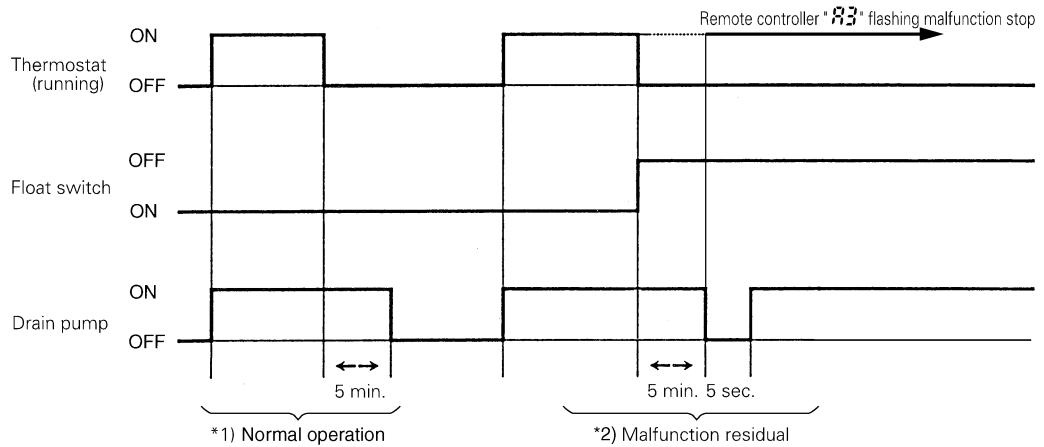 Remote controller "A3" flashing malfunction stop
ON
Thermostat
(running)
OFF
OFF
Float switch
ON
ON
Drain pump
OFF
5 min.
5 min. 5 sec.
*1) Normal operation
*2) Malfunction residual